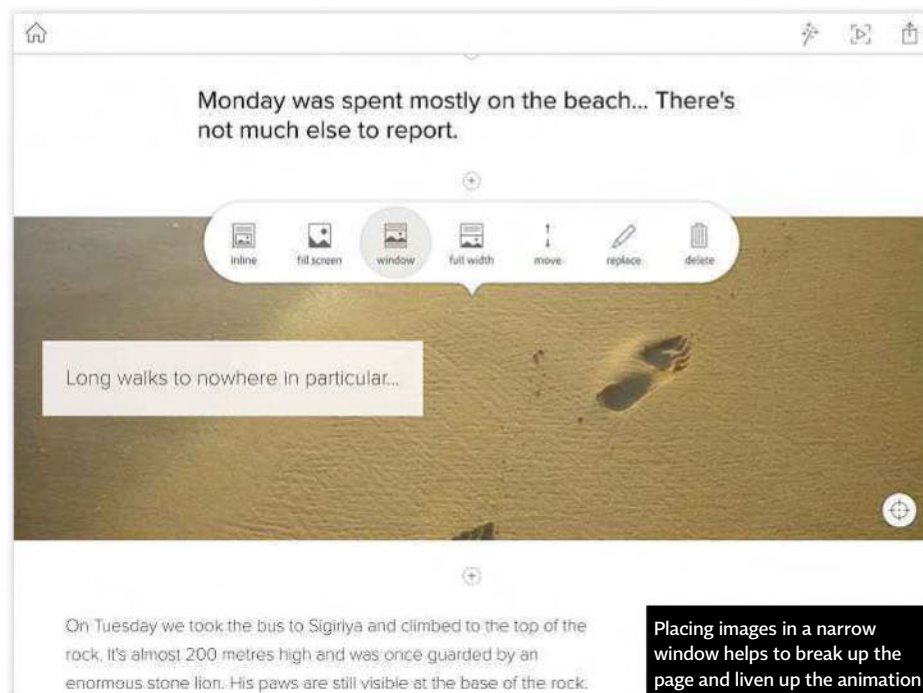 Monday was spent mostly on the beach... There's
not much else to report.
inline
fill screen
window
full width
move
replace
delete
Long walks to nowhere in particular...
On Tuesday we took the bus to Sigiriya and climbed to the top of the
rock. It's almost 200 metres high and was once guarded by an
enormous stone lion. His paws are still visible at the base of the rock.
Placing images in a narrow
window helps to break up the
page and liven up the animation